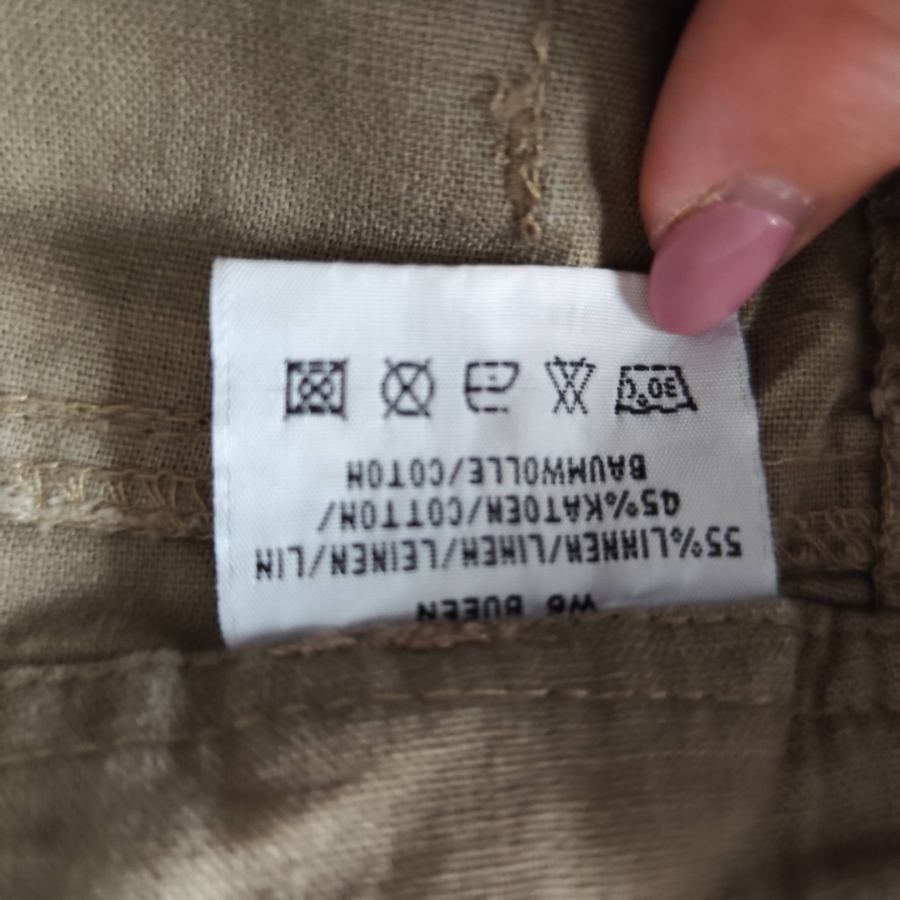 55%LINNEN/LINEN/LEINEN/LIN
45%KATOEN/COTTON/
BAUMWOLLE/COTON
30°C